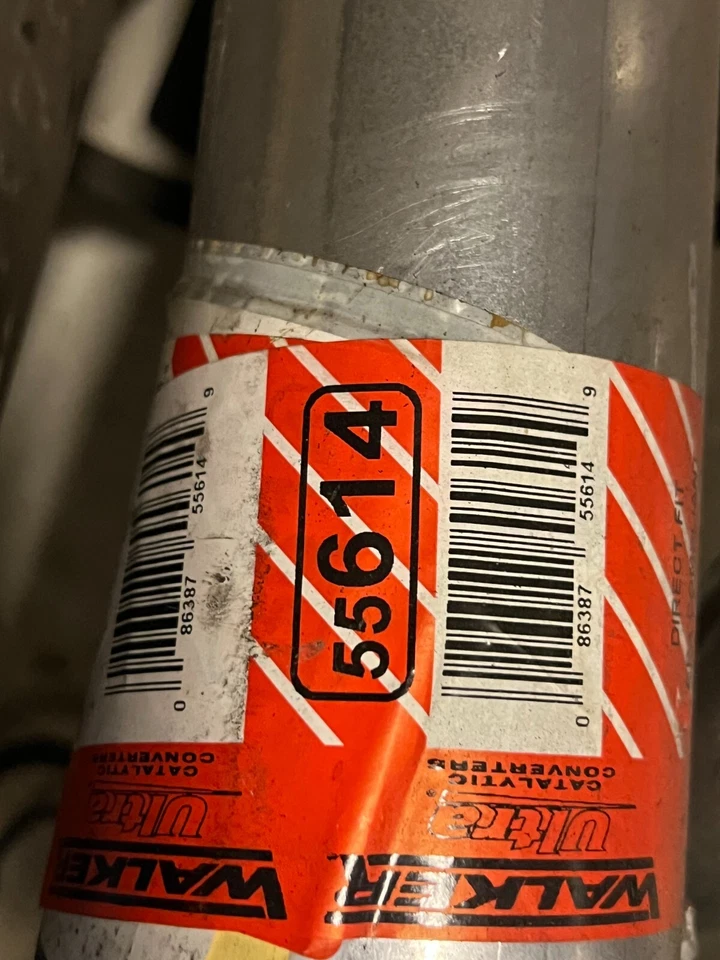 WALKER
Ultra
CATALYTIC
CONVERTERS
WALKER
Ultra
CATALYTIC
CONVERTERS
55614
0 86387 55614 9
0 86387 55614 9
DIRECT FIT